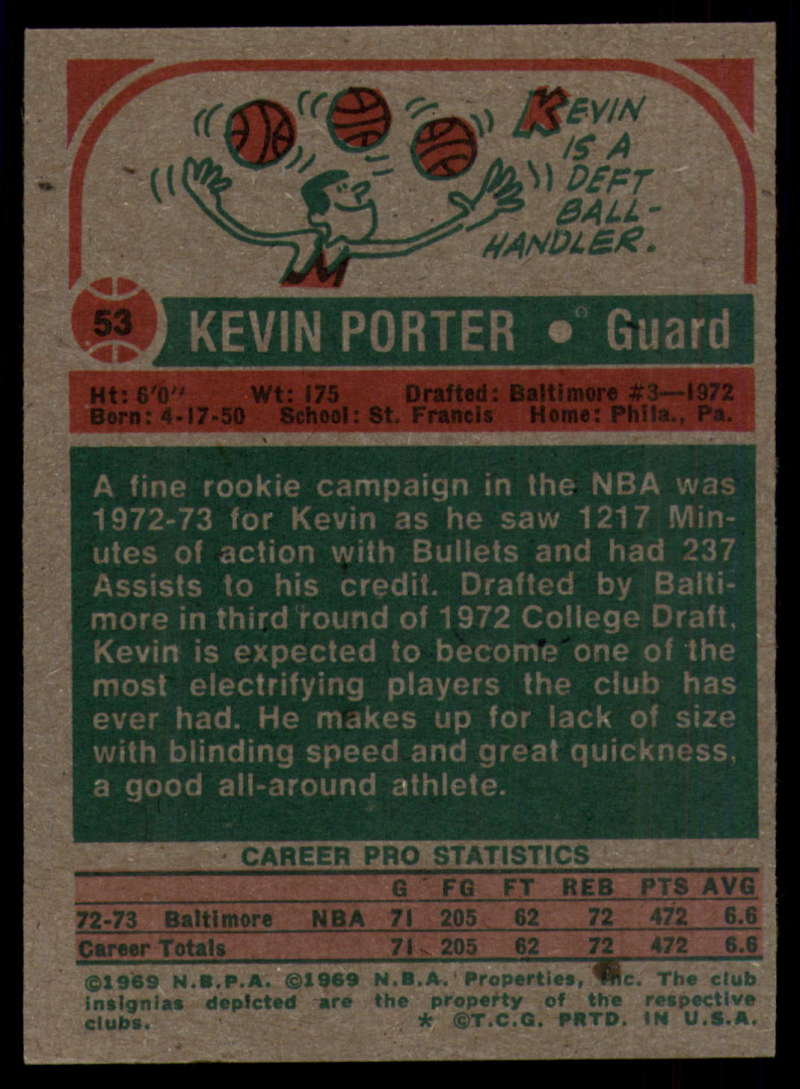 KEVIN
IS A
DEFT
BALL-
HANDLER.
53
KEVIN PORTER ● Guard
Ht: 6'0" Wt: 175 Drafted: Baltimore #3—1972
Born: 4-17-50 School: St. Francis Home: Phila., Pa.
A fine rookie campaign in the NBA was
1972-73 for Kevin as he saw 1217 Min-
utes of action with Bullets and had 237
Assists to his credit. Drafted by Balti-
more in third round of 1972 College Draft,
Kevin is expected to become one of the
most electrifying players the club has
ever had. He makes up for lack of size
with blinding speed and great quickness,
a good all-around athlete.
CAREER PRO STATISTICS
G FG FT REB PTS AVG
72-73 Baltimore NBA 71 205 62 72 472 6.6
Career Totals 71 205 62 72 472 6.6
©1969 N.B.P.A. ©1969 N.B.A. Properties, Inc. The club
insignias depicted are the property of the respective
clubs. * ©T.C.G. PRTD. IN U.S.A.